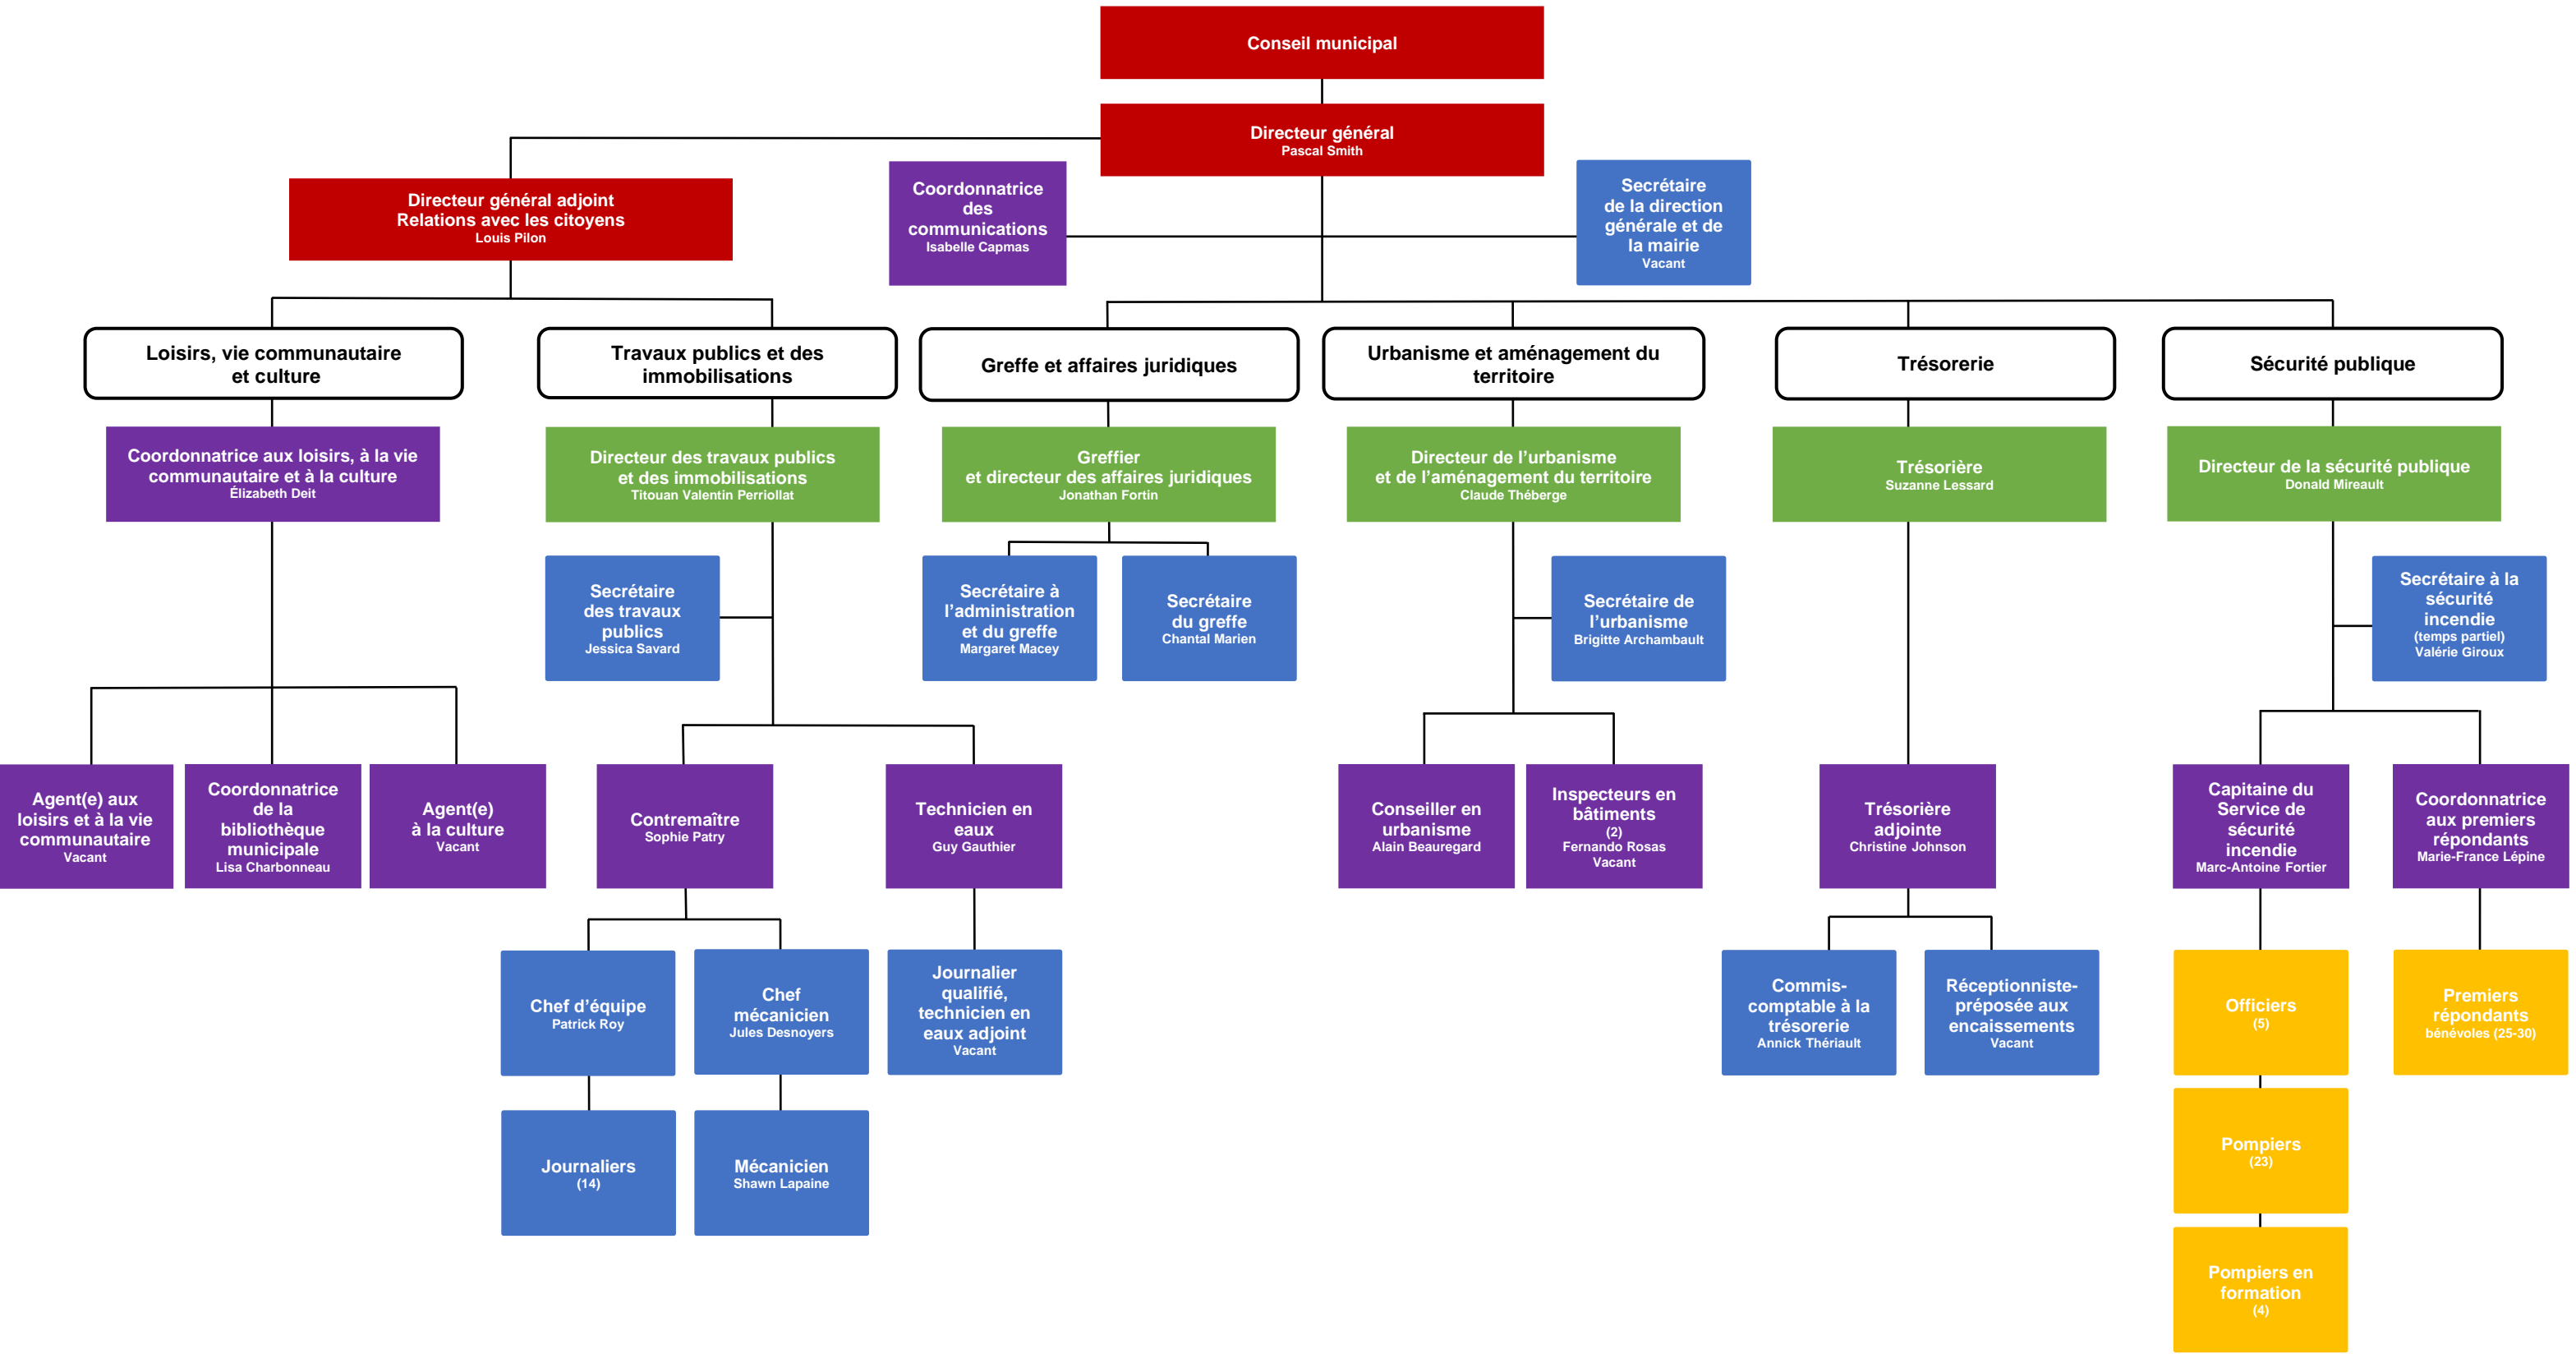 Conseil municipal
Directeur général
Pascal Smith
Directeur général adjoint
Relations avec les citoyens
Louis Pilon
Coordonnatrice
des
communications
Isabelle Capmas
Secrétaire
de la direction
générale et de
la mairie
Vacant
Loisirs, vie communautaire
et culture
Travaux publics et des
immobilisations
Greffe et affaires juridiques
Urbanisme et aménagement du
territoire
Trésorerie
Sécurité publique
Coordonnatrice aux loisirs, à la vie
communautaire et à la culture
Élizabeth Deit
Directeur des travaux publics
et des immobilisations
Titouan Valentin Perriollat
Greffier
et directeur des affaires juridiques
Jonathan Fortin
Directeur de l’urbanisme
et de l’aménagement du territoire
Claude Théberge
Trésorière
Suzanne Lessard
Directeur de la sécurité publique
Donald Mireault
Secrétaire
des travaux
publics
Jessica Savard
Secrétaire à
l’administration
et du greffe
Margaret Macey
Secrétaire
du greffe
Chantal Marien
Secrétaire de
l’urbanisme
Brigitte Archambault
Secrétaire à la
sécurité
incendie
(temps partiel)
Valérie Giroux
Agent(e) aux
loisirs et à la vie
communautaire
Vacant
Coordonnatrice
de la
bibliothèque
municipale
Lisa Charbonneau
Agent(e)
à la culture
Vacant
Contremaître
Sophie Patry
Technicien en
eaux
Guy Gauthier
Conseiller en
urbanisme
Alain Beauregard
Inspecteurs en
bâtiments
(2)
Fernando Rosas
Vacant
Trésorière
adjointe
Christine Johnson
Capitaine du
Service de
sécurité
incendie
Marc-Antoine Fortier
Coordonnatrice
aux premiers
répondants
Marie-France Lépine
Chef d’équipe
Patrick Roy
Chef
mécanicien
Jules Desnoyers
Journalier
qualifié,
technicien en
eaux adjoint
Vacant
Commis-
comptable à la
trésorerie
Annick Thériault
Réceptionniste-
préposée aux
encaissements
Vacant
Officiers
(5)
Premiers
répondants
bénévoles (25-30)
Journaliers
(14)
Mécanicien
Shawn Lapaine
Pompiers
(23)
Pompiers en
formation
(4)